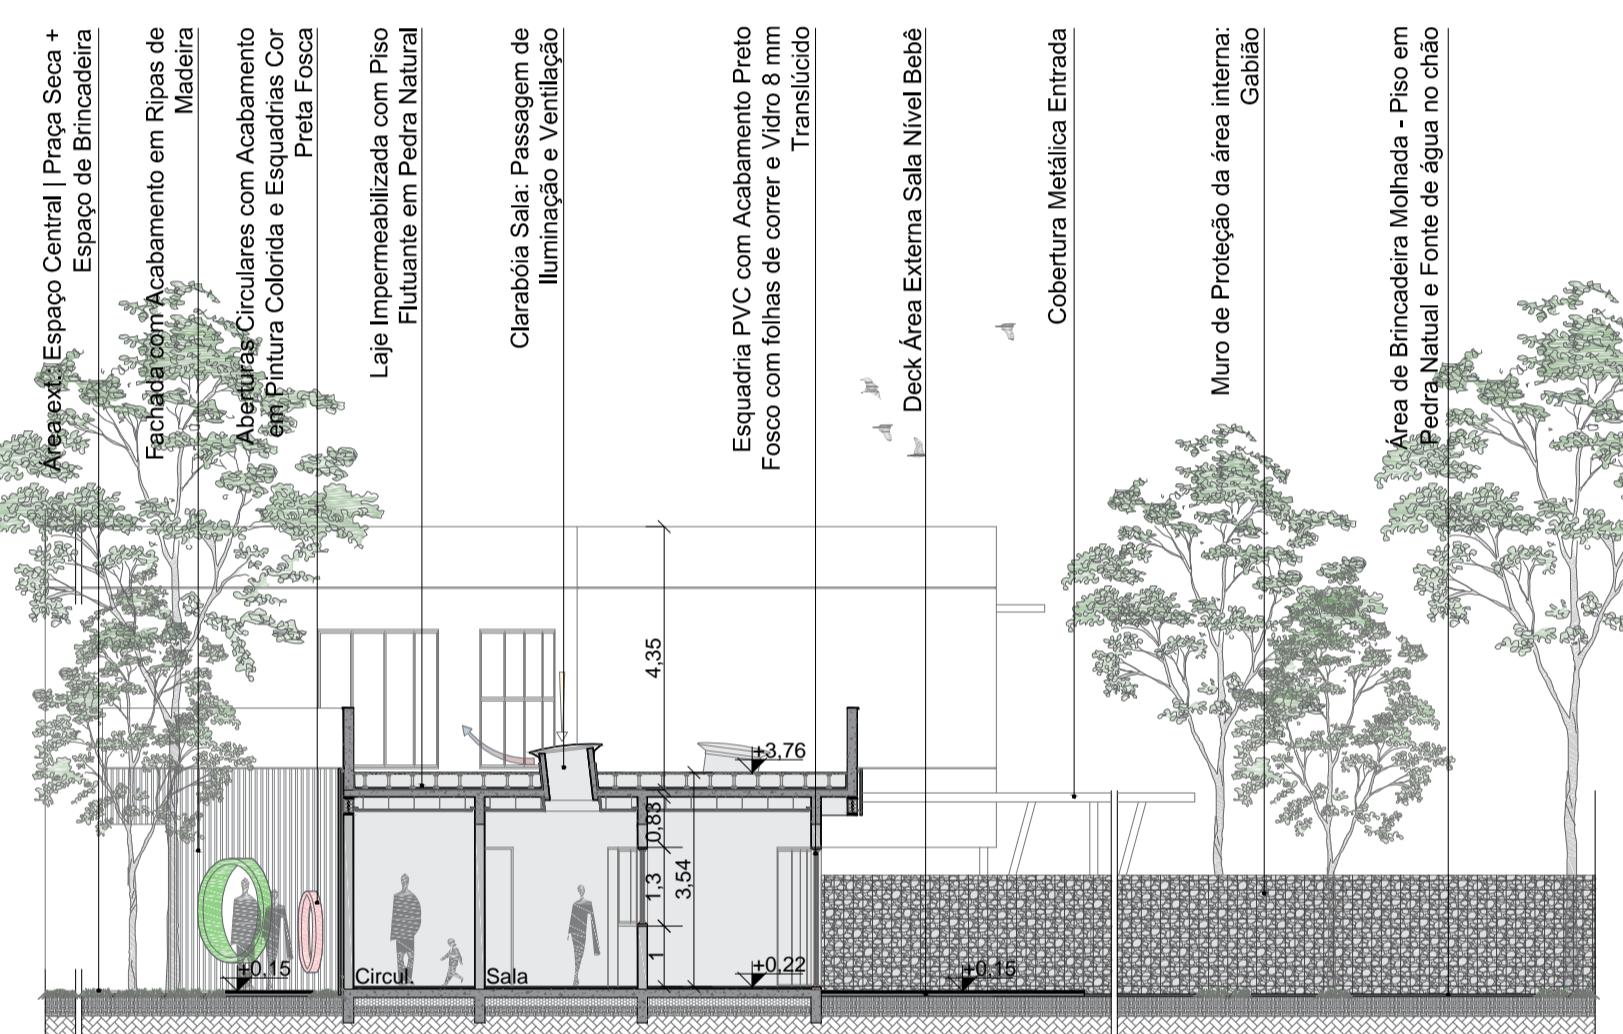 Área ext.: Espaço Central | Praça Seca +
Espaço de Brincadeira
Fachada com Acabamento em Ripas de
Madeira
Aberturas Circulares com Acabamento
em Pintura Colorida e Esquadrias Cor
Preta Fosca
Laje Impermeabilizada com Piso
Flutuante em Pedra Natural
Clarabóia Sala: Passagem de
Iluminação e Ventilação
Esquadria PVC com Acabamento Preto
Fosco com folhas de correr e Vidro 8 mm
Translúcido
Deck Área Externa Sala Nível Bebê
Cobertura Metálica Entrada
Muro de Proteção da área interna:
Gabião
Área de Brincadeira Molhada - Piso em
Pedra Natural e Fonte de água no chão
4,35
+3,76
0,83
1,3
3,54
1
+0,15
Circul.
Sala
+0,22
+0,15